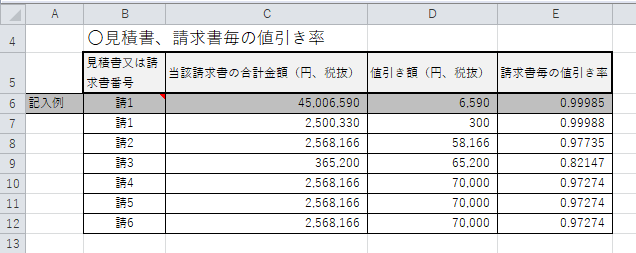 A B C D E
4 〇見積書、請求書毎の値引き率
5 見積書又は請求書番号 当該請求書の合計金額（円、税抜） 値引き額（円、税抜） 請求書毎の値引き率
6 記入例 請1 45,006,590 6,590 0.99985
7 請1 2,500,330 300 0.99988
8 請2 2,568,166 58,166 0.97735
9 請3 365,200 65,200 0.82147
10 請4 2,568,166 70,000 0.97274
11 請5 2,568,166 70,000 0.97274
12 請6 2,568,166 70,000 0.97274
13